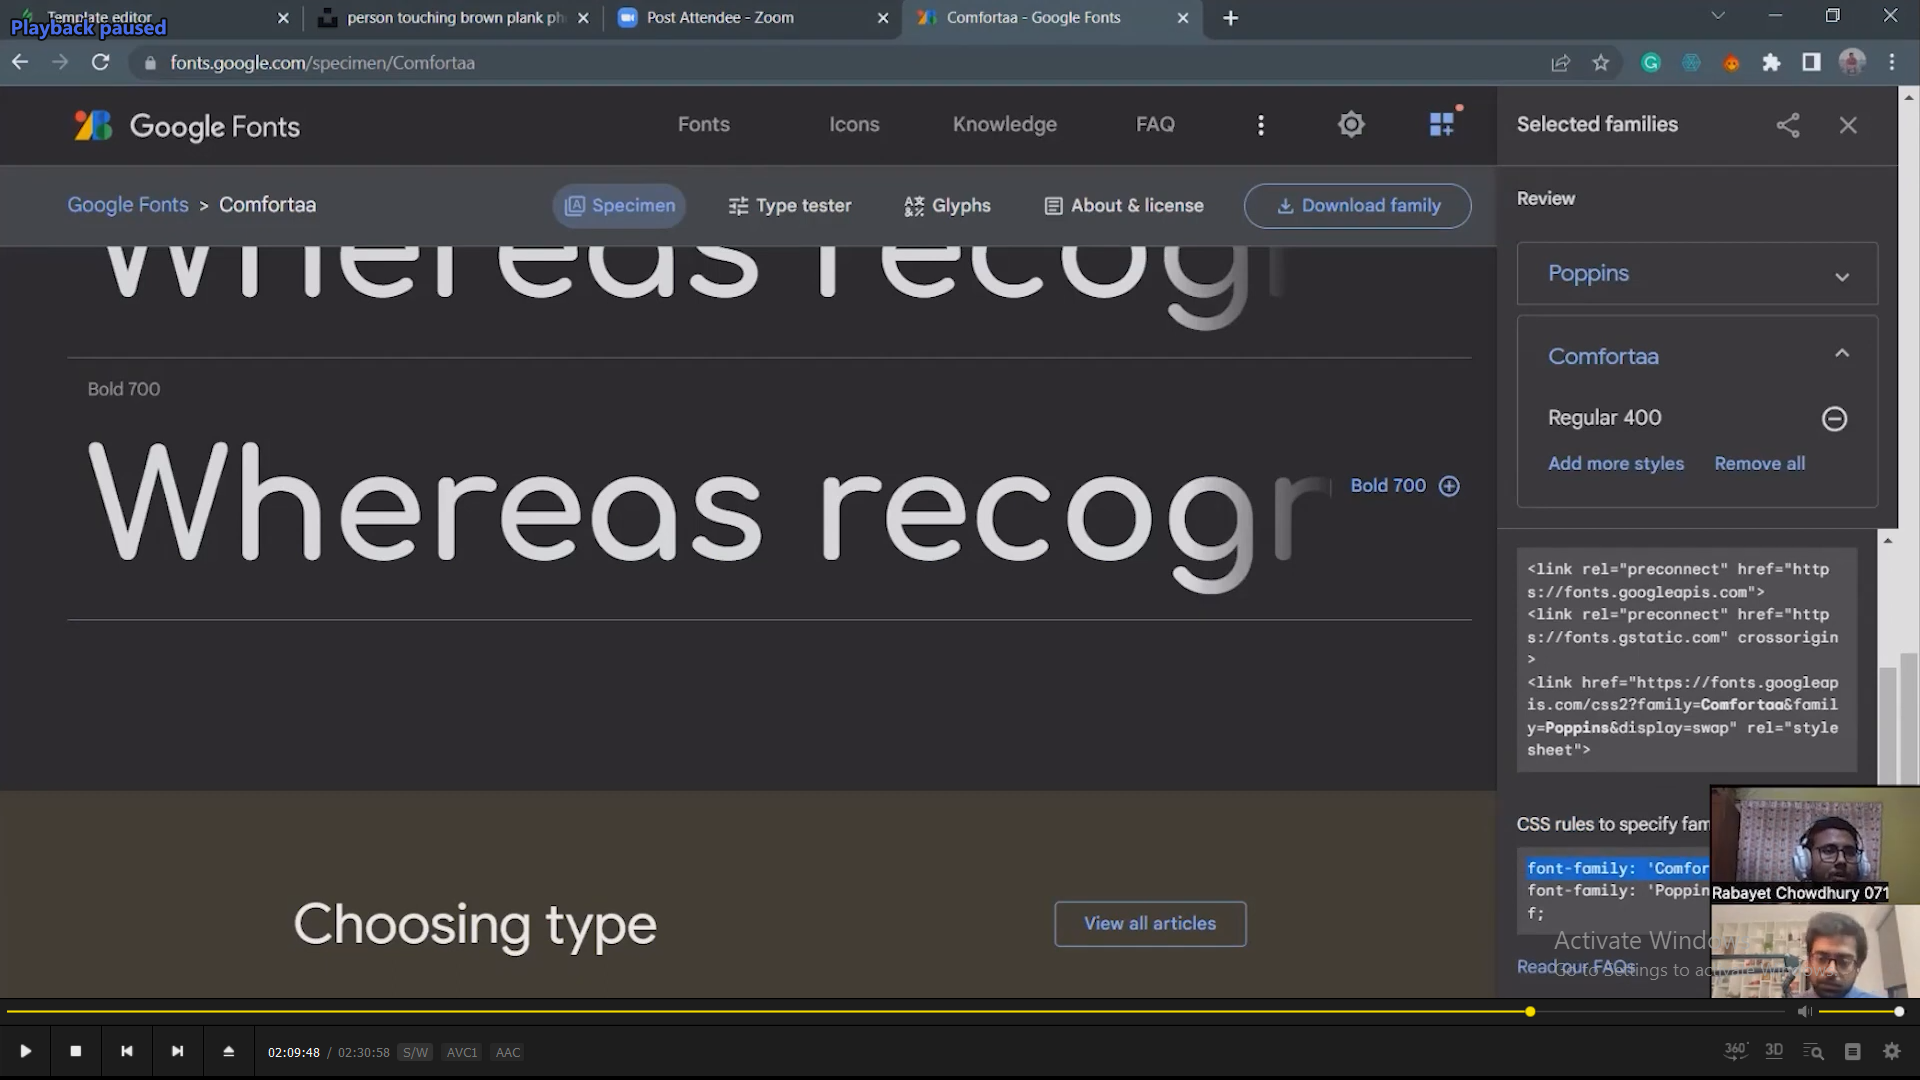 Template editor
Playback paused
person touching brown plank ph
Post Attendee - Zoom
Comfortaa - Google Fonts
fonts.google.com/specimen/Comfortaa
Google Fonts
Fonts
Icons
Knowledge
FAQ
Selected families
Google Fonts > Comfortaa
Specimen
Type tester
Glyphs
About & license
Download family
Review
Whereas recogr
Poppins
Comfortaa
Bold 700
Regular 400
Add more styles
Remove all
Whereas recogr
Bold 700
<link rel="preconnect" href="http
s://fonts.googleapis.com">
<link rel="preconnect" href="http
s://fonts.gstatic.com" crossorigin
>
<link href="https://fonts.googleap
is.com/css2?family=Comfortaa&famil
y=Poppins&display=swap" rel="style
sheet">
CSS rules to specify fam
font-family: 'Comfor
font-family: 'Poppin
f;
Rabayet Chowdhury 071
Choosing type
View all articles
Activate Windows
Read our FAQs
Go to Settings to activate Windows.
02:09:48 / 02:30:58
S/W
AVC1
AAC
360°
3D